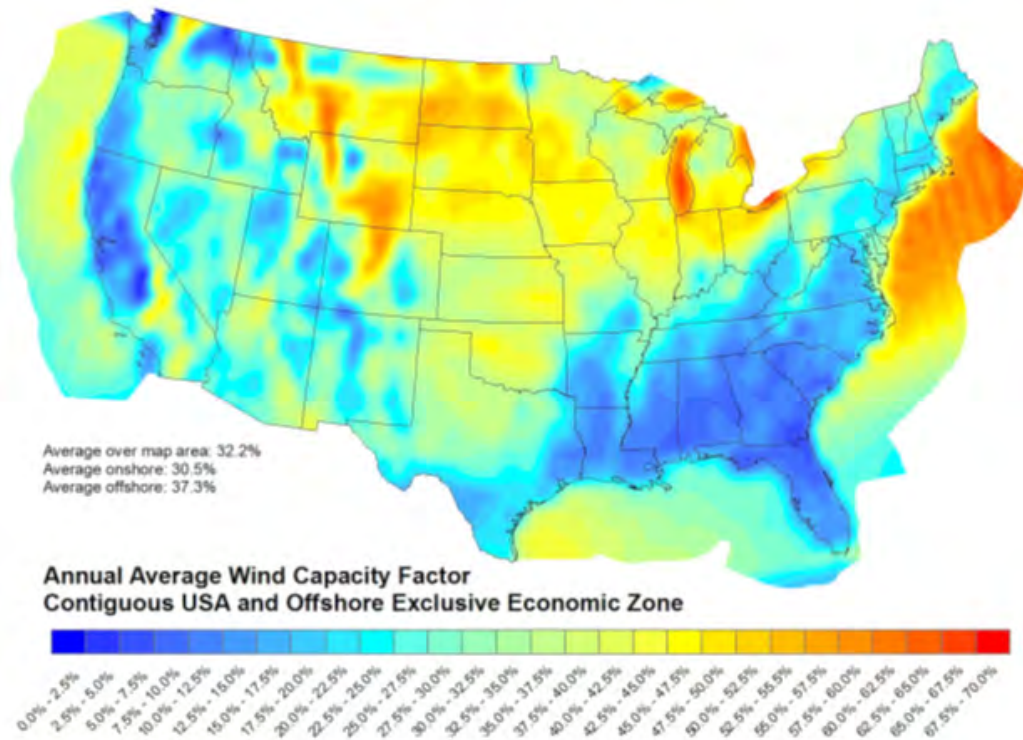 Average over map area: 32.2%
Average onshore: 30.5%
Average offshore: 37.3%
Annual Average Wind Capacity Factor
Contiguous USA and Offshore Exclusive Economic Zone
0.0% - 2.5%
2.5% - 5.0%
5.0% - 7.5%
7.5% - 10.0%
10.0% - 12.5%
12.5% - 15.0%
15.0% - 17.5%
17.5% - 20.0%
20.0% - 22.5%
22.5% - 25.0%
25.0% - 27.5%
27.5% - 30.0%
30.0% - 32.5%
32.5% - 35.0%
35.0% - 37.5%
37.5% - 40.0%
40.0% - 42.5%
42.5% - 45.0%
45.0% - 47.5%
47.5% - 50.0%
50.0% - 52.5%
52.5% - 55.5%
55.0% - 57.5%
57.5% - 60.0%
60.0% - 62.5%
62.5% - 65.0%
65.0% - 67.5%
67.5% - 70.0%